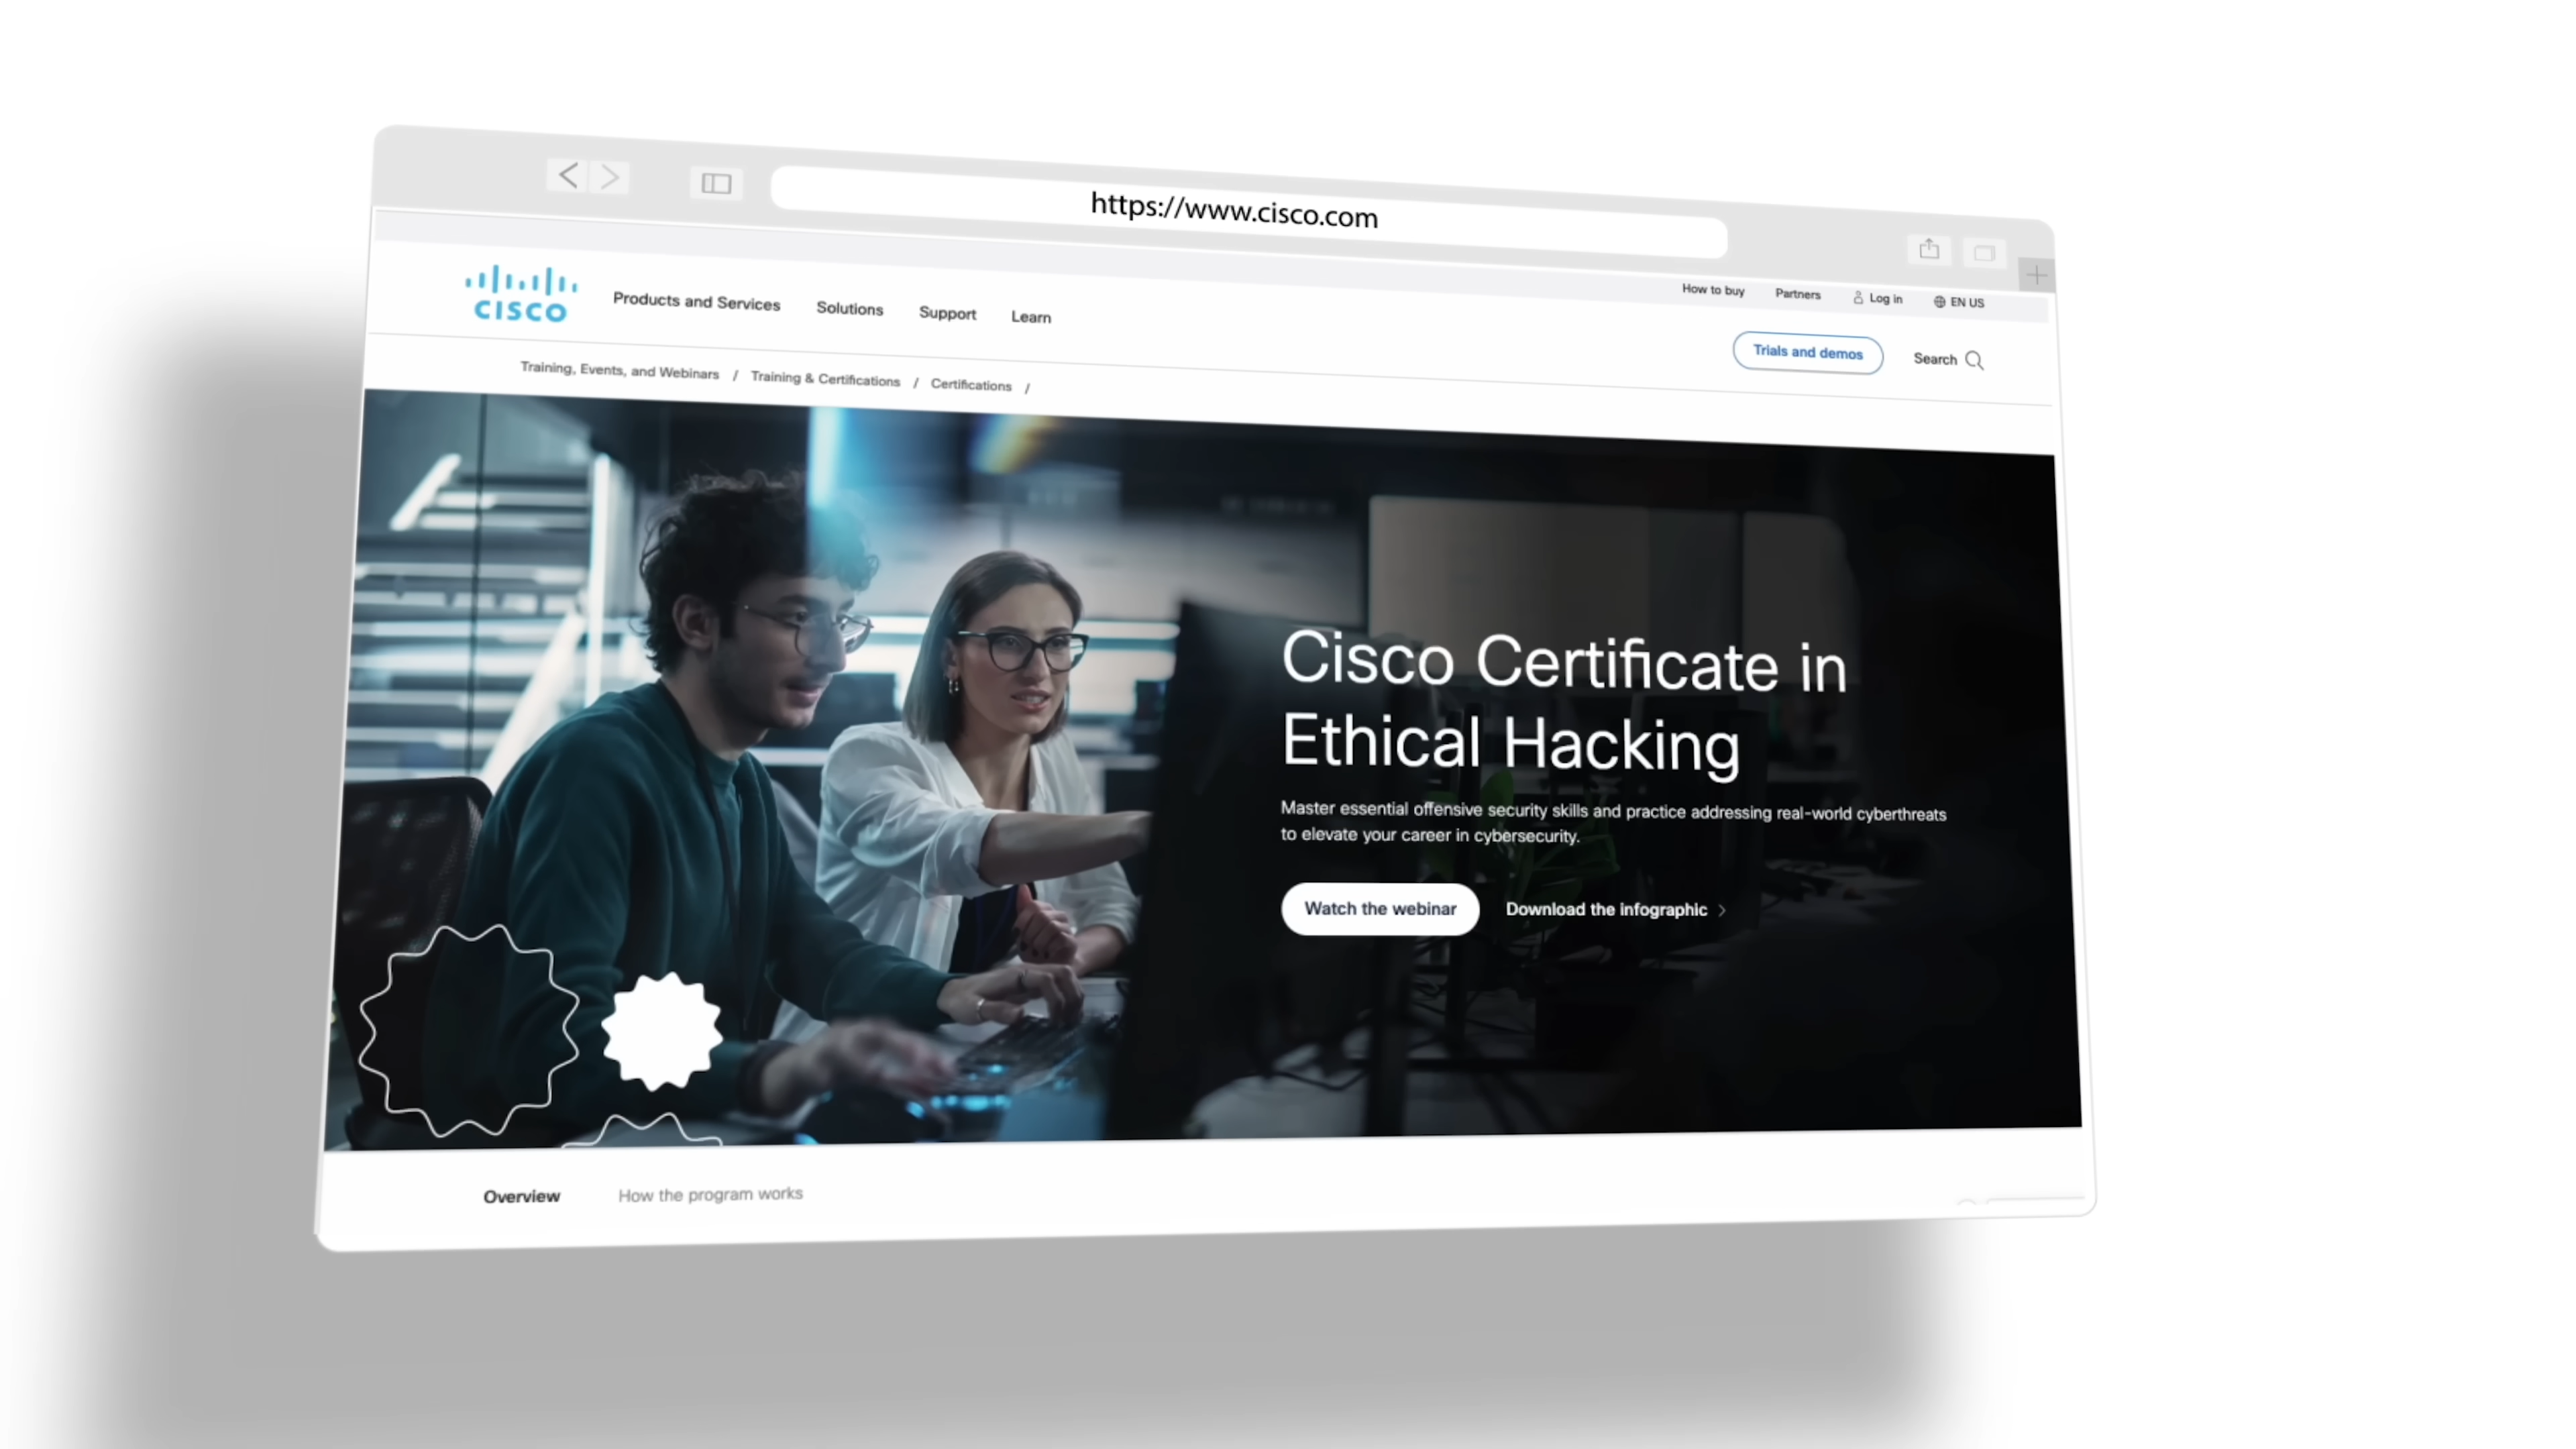 https://www.cisco.com
How to buy Partners Log in EN US
CISCO
Products and Services Solutions Support Learn
Trials and demos Search
Training, Events, and Webinars / Training & Certifications / Certifications /
Cisco Certificate in
Ethical Hacking
Master essential offensive security skills and practice addressing real-world cyberthreats
to elevate your career in cybersecurity.
Watch the webinar Download the infographic
Overview How the program works